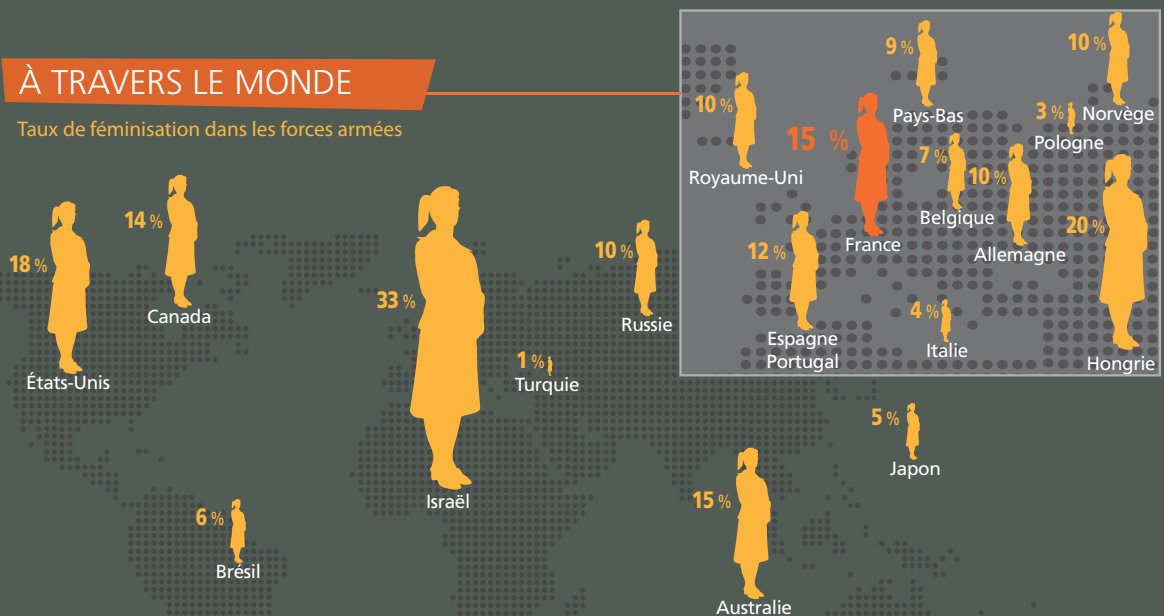 À TRAVERS LE MONDE
Taux de féminisation dans les forces armées
18 %
États-Unis
14 %
Canada
6 %
Brésil
33 %
Israël
1 %
Turquie
10 %
Russie
15 %
Australie
5 %
Japon
10 %
Royaume-Uni
15 %
France
9 %
Pays-Bas
7 %
Belgique
10 %
Allemagne
3 %
Pologne
10 %
Norvège
20 %
Hongrie
12 %
Espagne
Portugal
4 %
Italie